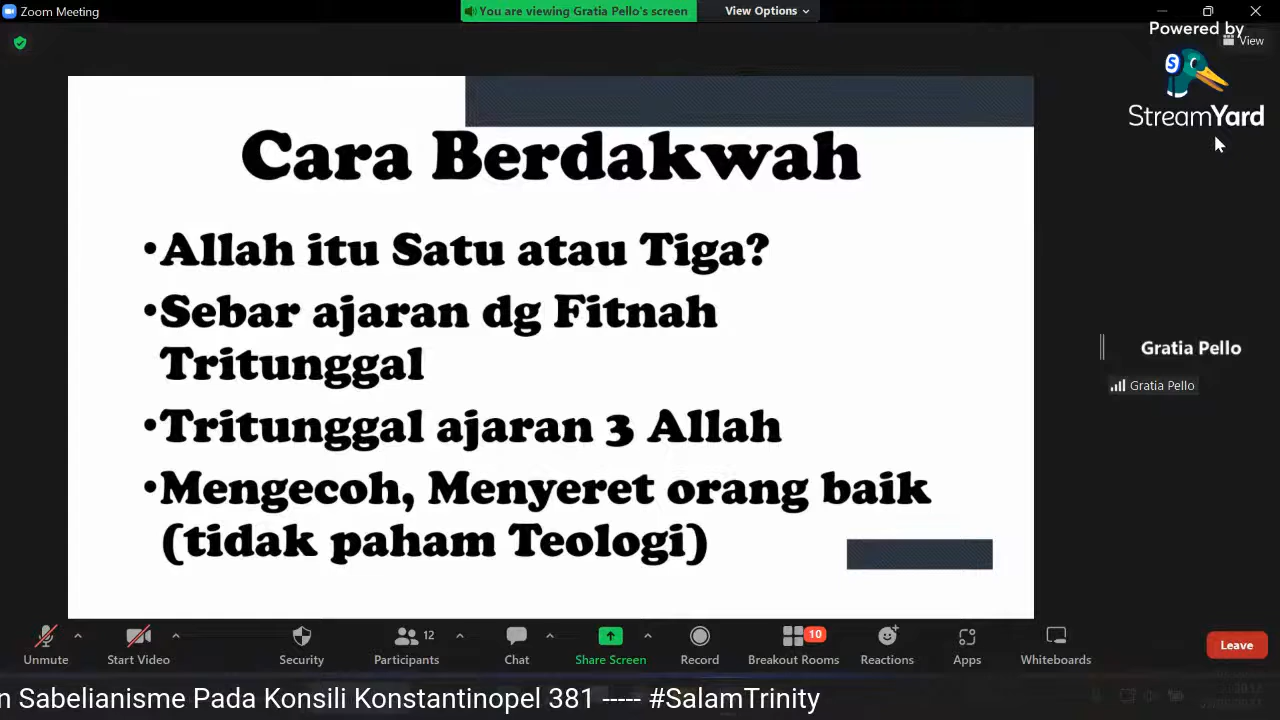 Zoom Meeting
You are viewing Gratia Pello's screen
View Options
Powered by
View
StreamYard
Cara Berdakwah
•Allah itu Satu atau Tiga?
•Sebar ajaran dg Fitnah
Tritunggal
•Tritunggal ajaran 3 Allah
•Mengecoh, Menyeret orang baik
(tidak paham Teologi)
Gratia Pello
Gratia Pello
12
10
Unmute
Start Video
Security
Participants
Chat
Share Screen
Record
Breakout Rooms
Reactions
Apps
Whiteboards
Leave
n Sabelianisme Pada Konsili Konstantinopel 381 ----- #SalamTrinity